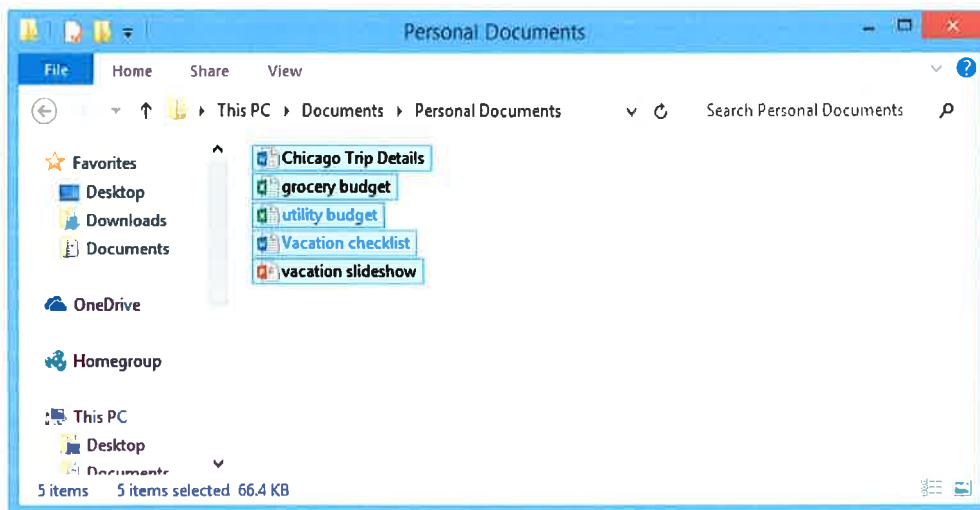 Personal Documents
File Home Share View
This PC Documents Personal Documents Search Personal Documents
Favorites
Desktop
Downloads
Documents
OneDrive
Homegroup
This PC
Desktop
Documents
Chicago Trip Details
grocery budget
utility budget
Vacation checklist
vacation slideshow
5 items 5 items selected 66.4 KB